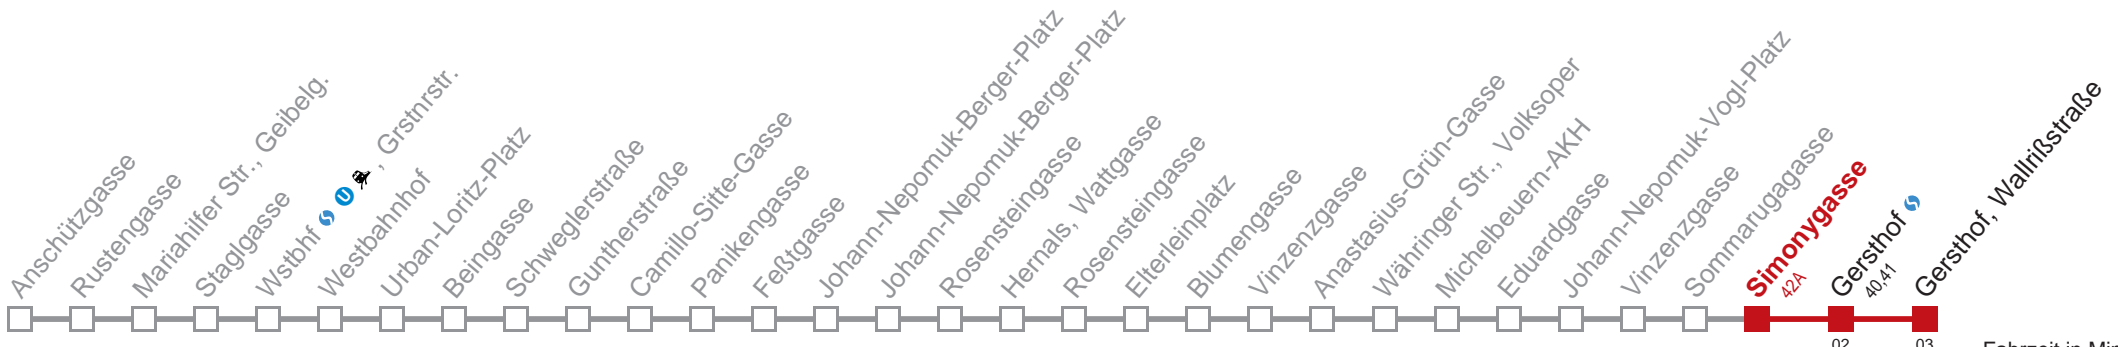 Anschützgasse
Rustengasse
Mariahilfer Str., Geibelg.
Staglgasse
Wstbhf S U , Grstnrstr.
Westbahnhof
Urban-Loritz-Platz
Beingasse
Schweglerstraße
Guntherstraße
Camillo-Sitte-Gasse
Panikengasse
Feßtgasse
Johann-Nepomuk-Berger-Platz
Johann-Nepomuk-Berger-Platz
Rosensteingasse
Hernals, Wattgasse
Rosensteingasse
Elterleinplatz
Blumengasse
Vinzenzgasse
Anastasius-Grün-Gasse
Währinger Str., Volksoper
Michelbeuern-AKH
Eduardgasse
Johann-Nepomuk-Vogl-Platz
Vinzenzgasse
Sommarugagasse
Simonygasse
42A
Gersthof S
40,41
Gersthof, Wallrißstraße
02
03
Fahrzeit in